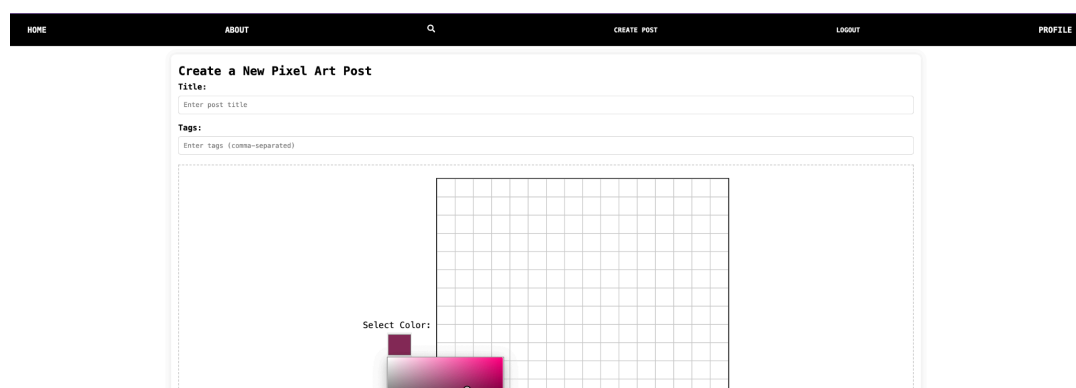 HOME ABOUT CREATE POST LOGOUT PROFILE
Create a New Pixel Art Post
Title:
Enter post title
Tags:
Enter tags (comma-separated)
Select Color: